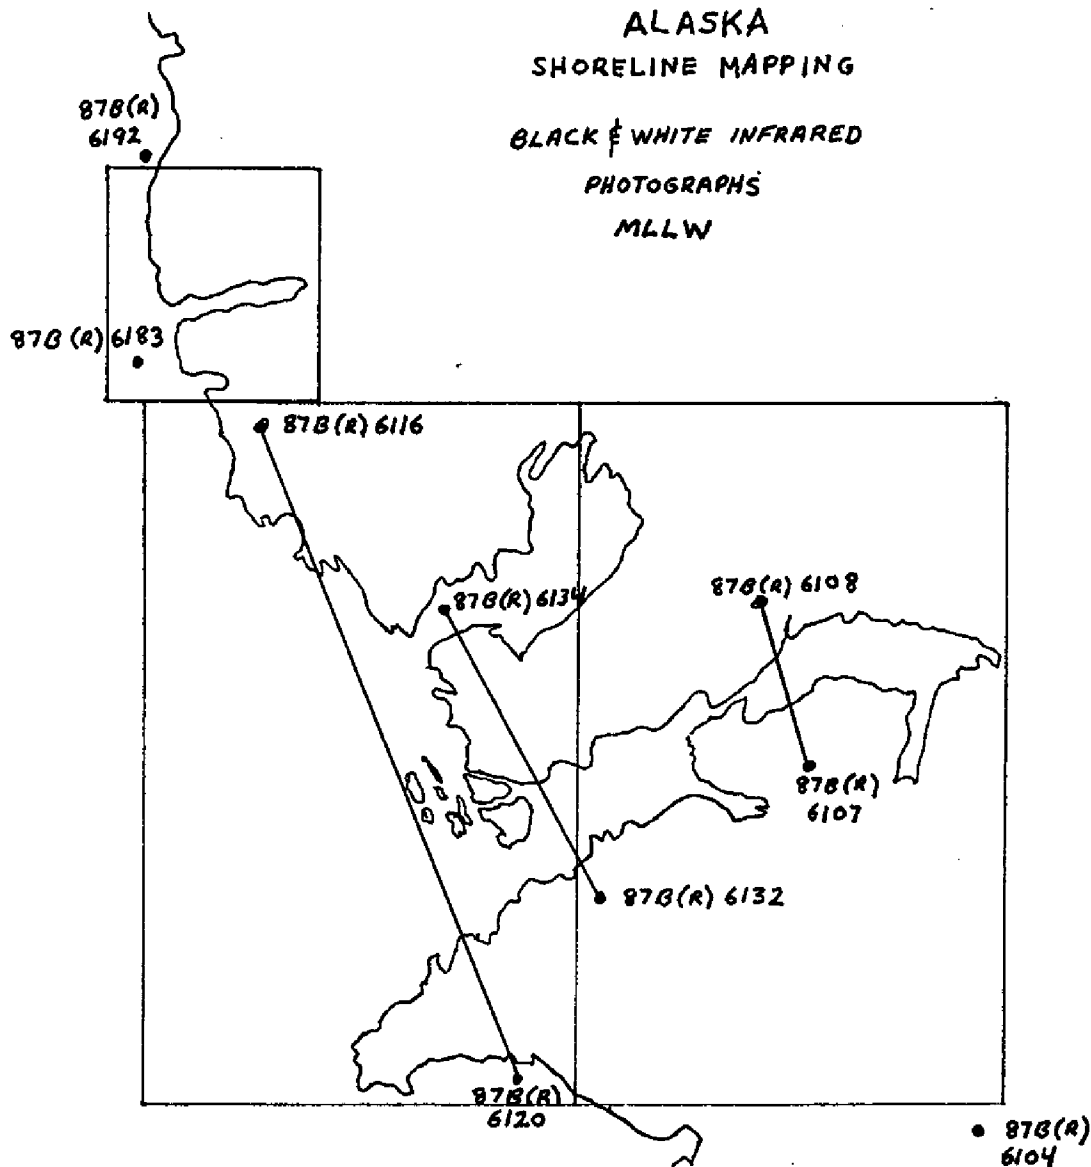 ALASKA
SHORELINE MAPPING
BLACK & WHITE INFRARED
PHOTOGRAPHS
MLLW
87B(R)
6192
87B(R) 6183
87B(R) 6116
87B(R) 6134
87B(R) 6108
87B(R)
6107
87B(R) 6132
87B(R)
6120
87B(R)
6104